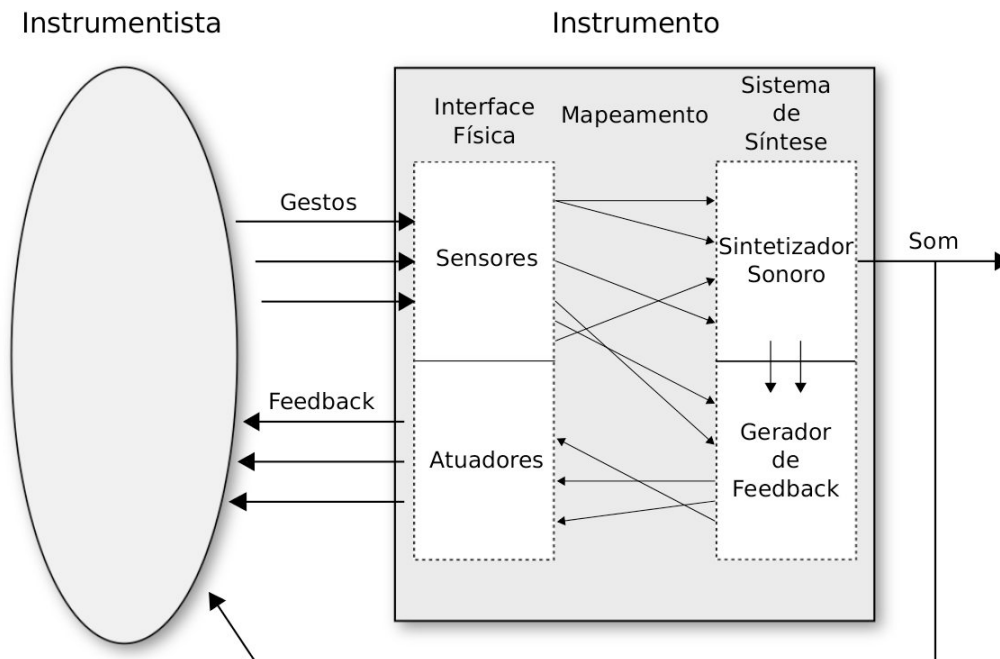 Instrumentista
Instrumento
Interface
Física
Mapeamento
Sistema
de
Síntese
Gestos
Sensores
Sintetizador
Sonoro
Som
Feedback
Atuadores
Gerador
de
Feedback